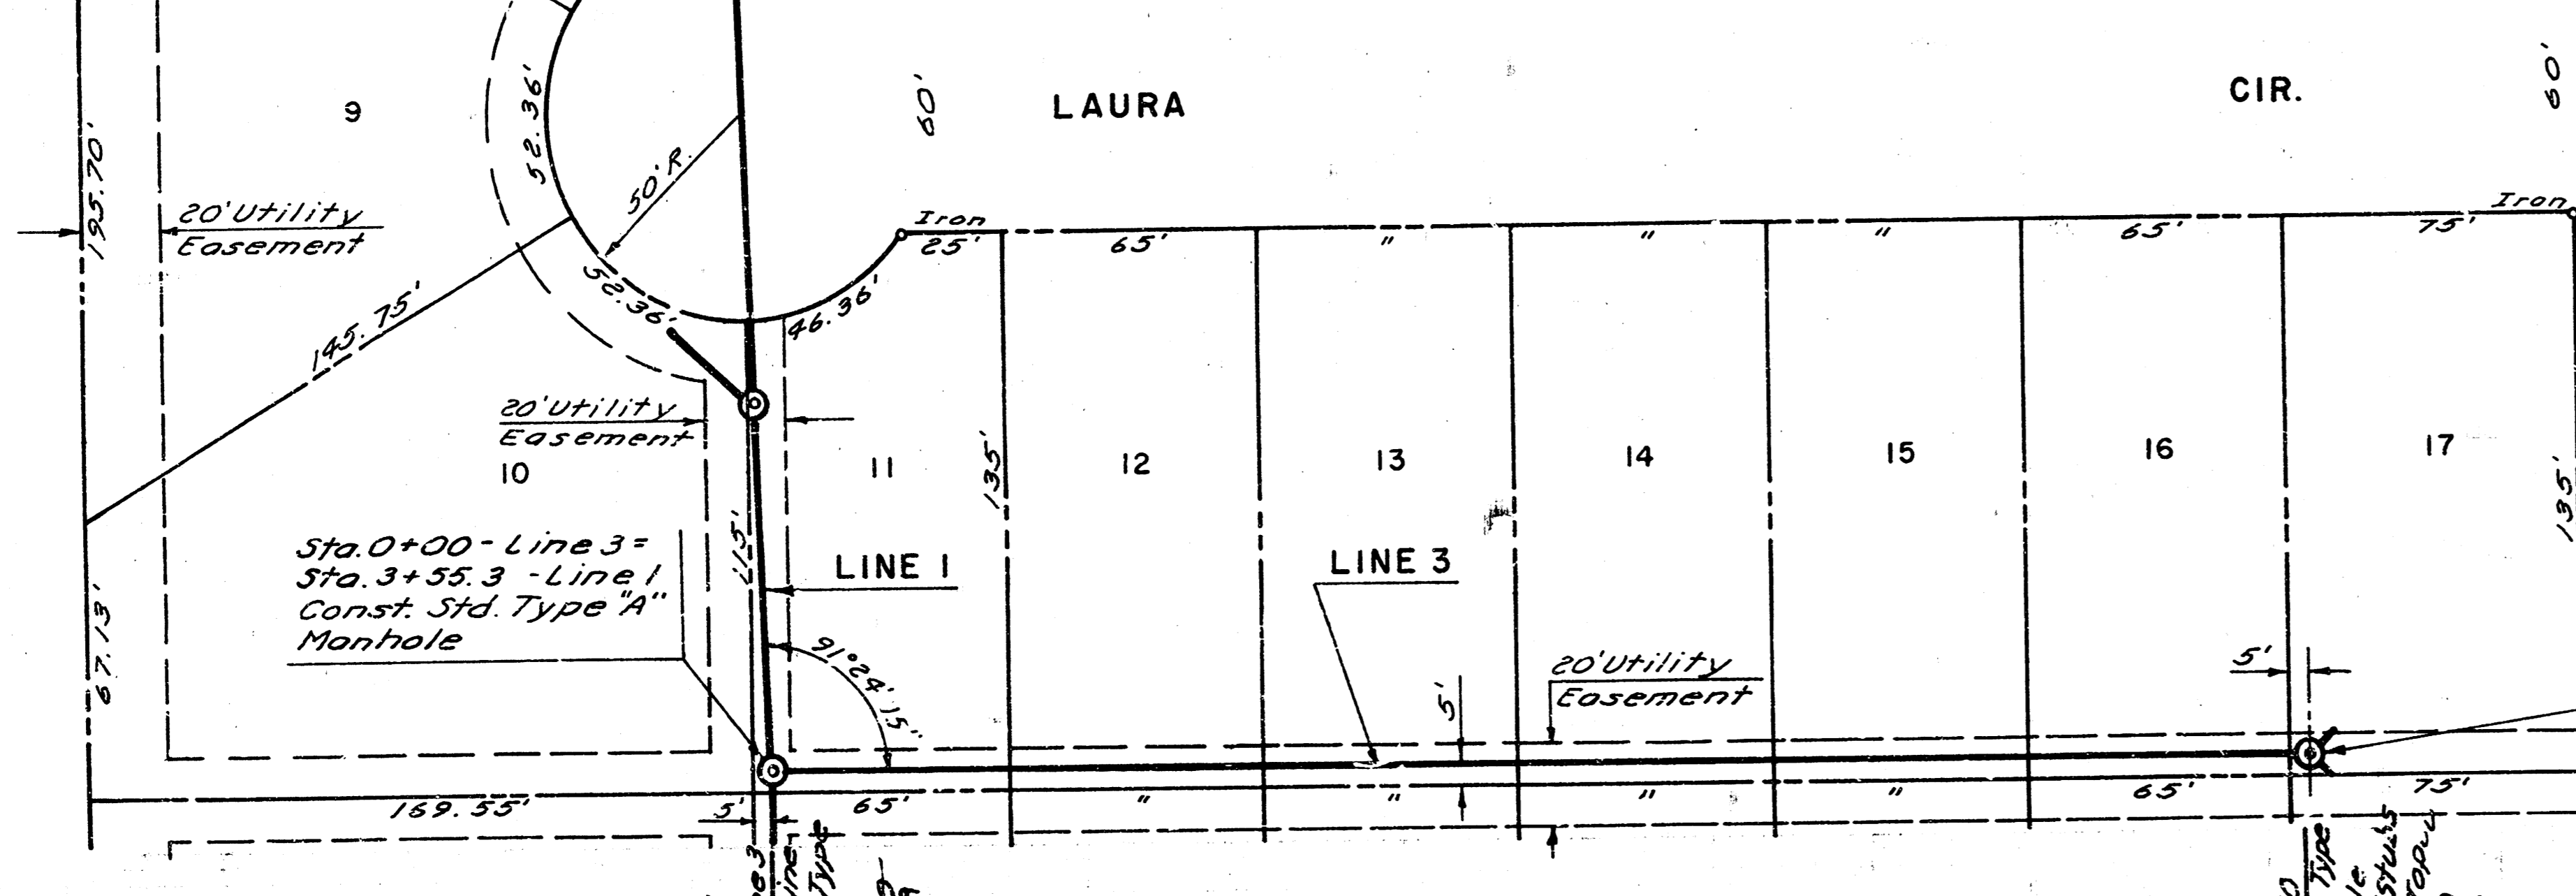 LAURA
CIR.
60'
60'
9
52.36'
50' R.
195.70'
20' Utility
Easement
145.75'
52.36'
46.36'
Iron
25'
65'
"
"
"
65'
75'
Iron
20' Utility
Easement
10
11
12
13
14
15
16
17
135'
135'
115'
Sta. 0+00 - Line 3 =
Sta. 3+55.3 - Line 1
Const. Std. Type "A"
Manhole
LINE 1
LINE 3
91°24'15"
67.13'
20' Utility
Easement
5'
5'
169.55'
5'
65'
"
"
"
"
65'
75'
Type
Type